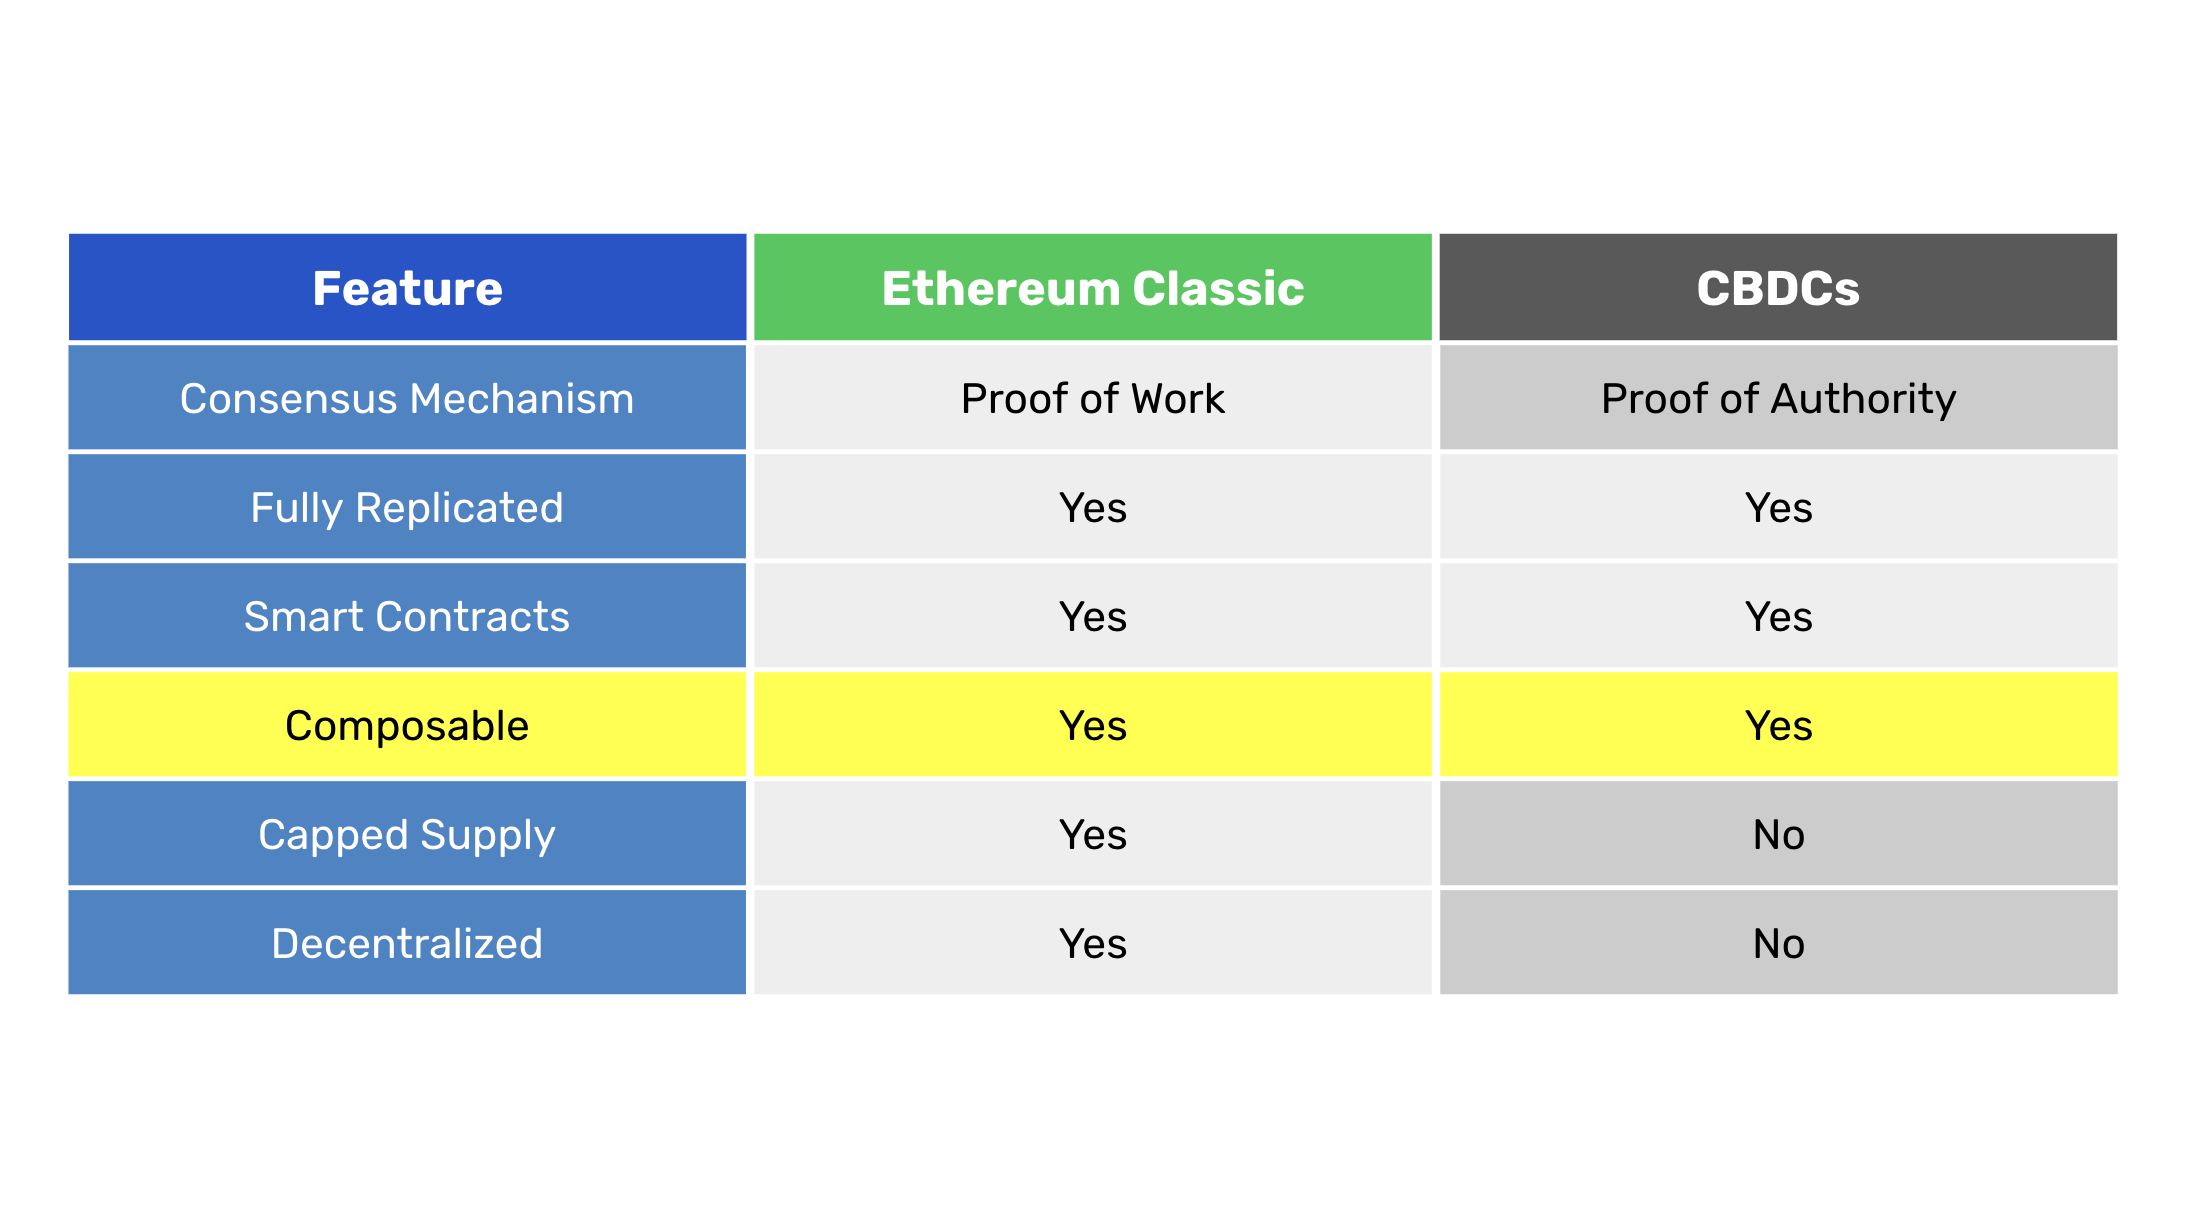 Feature Ethereum Classic CBDCs
Consensus Mechanism Proof of Work Proof of Authority
Fully Replicated Yes Yes
Smart Contracts Yes Yes
Composable Yes Yes
Capped Supply Yes No
Decentralized Yes No